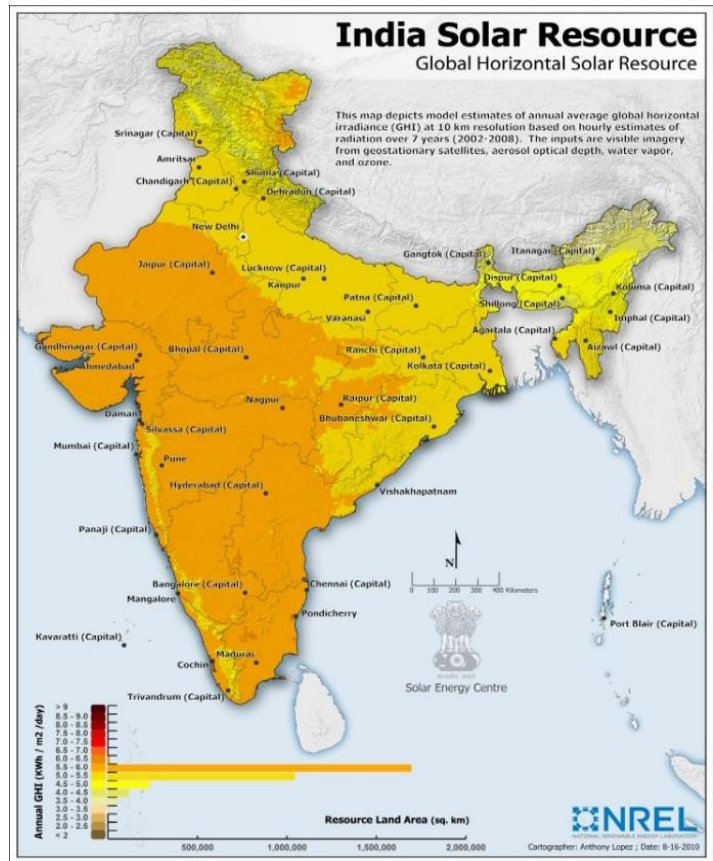 India Solar Resource
Global Horizontal Solar Resource
This map depicts model estimates of annual average global horizontal
irradiance (GHI) at 10 km resolution based on hourly estimates of
radiation over 7 years (2002-2008). The inputs are visible imagery
from geostationary satellites, aerosol optical depth, water vapor,
and ozone.
Srinagar (Capital)
Amritsar
Shimla (Capital)
Chandigarh (Capital)
Dehradun (Capital)
New Delhi
Gangtok (Capital)
Itanagar (Capital)
Jaipur (Capital)
Lucknow (Capital)
Kanpur
Dispur (Capital)
Kohima (Capital)
Patna (Capital)
Shillong (Capital)
Varanasi
Imphal (Capital)
Agartala (Capital)
Gandhinagar (Capital)
Bhopal (Capital)
Ranchi (Capital)
Aizawl (Capital)
Ahmedabad
Kolkata (Capital)
Nagpur
Raipur (Capital)
Daman
Bhubaneshwar (Capital)
Silvassa (Capital)
Mumbai (Capital)
Pune
Hyderabad (Capital)
Vishakhapatnam
Panaji (Capital)
N
Bangalore (Capital)
Chennai (Capital)
0 100 200 300 400 Kilometers
Mangalore
Pondicherry
Port Blair (Capital)
Kavaratti (Capital)
Madurai
Cochin
Solar Energy Centre
Trivandrum (Capital)
Annual GHI (KWh / m2 /day)
> 9
8.5 - 9.0
8.0 - 8.5
7.5 - 8.0
7.0 - 7.5
6.5 - 7.0
6.0 - 6.5
5.5 - 6.0
5.0 - 5.5
4.5 - 5.0
4.0 - 4.5
3.5 - 4.0
3.0 - 3.5
2.5 - 3.0
2.0 - 2.5
< 2
Resource Land Area (sq. km)
500,000 1,000,000 1,500,000 2,000,000
NREL
NATIONAL RENEWABLE ENERGY LABORATORY
Cartographer: Anthony Lopez ; Date: 8-16-2010